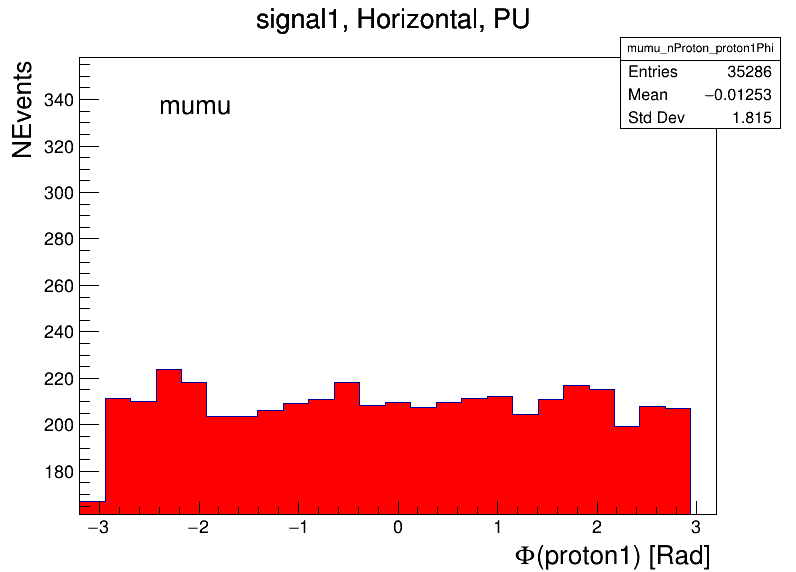 signal1, Horizontal, PU
mumu_nProton_proton1Phi
Entries 35286
Mean −0.01253
Std Dev 1.815
NEvents
mumu
340
320
300
280
260
240
220
200
180
−3 −2 −1 0 1 2 3
Φ(proton1) [Rad]